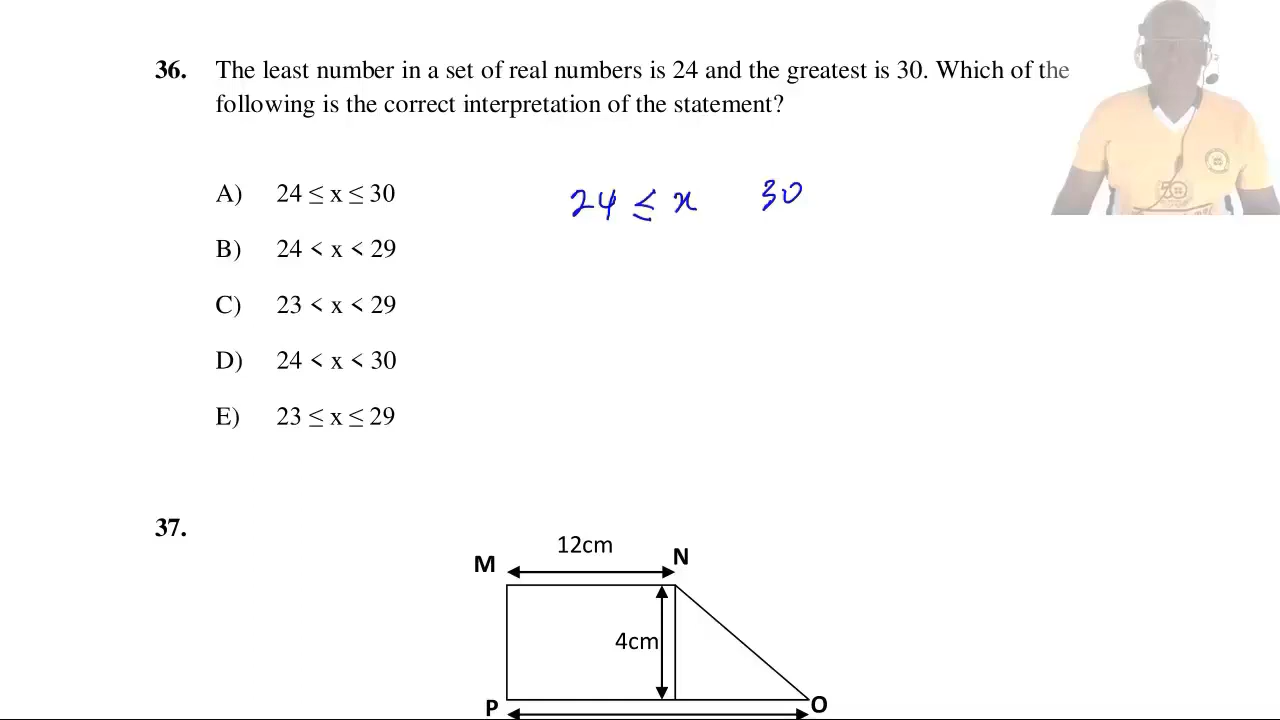 36. The least number in a set of real numbers is 24 and the greatest is 30. Which of the
following is the correct interpretation of the statement?
A) 24 ≤ x ≤ 30
24 ≤ x 30
B) 24 < x < 29
C) 23 < x < 29
D) 24 < x < 30
E) 23 ≤ x ≤ 29
37.
12cm
M N
4cm
P O
50